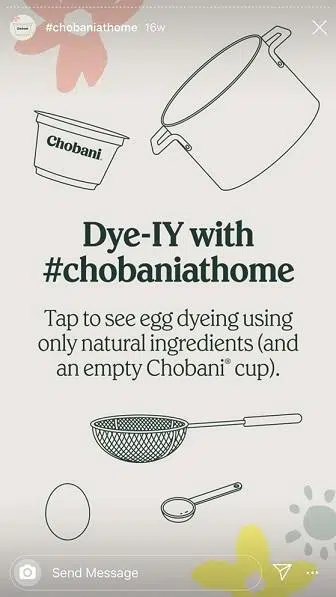 #chobaniathome 16w
Chobani
Dye-IY with
#chobaniathome
Tap to see egg dyeing using
only natural ingredients (and
an empty Chobani® cup).
Send Message